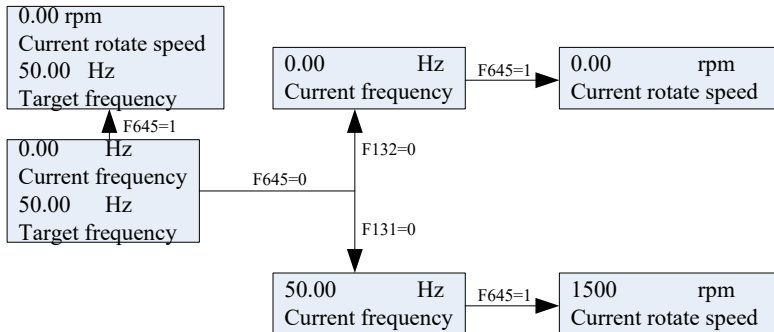 0.00 rpm
Current rotate speed
50.00 Hz
Target frequency
F645=1
0.00 Hz
Current frequency
50.00 Hz
Target frequency
F645=0
F132=0
F131=0
0.00 Hz
Current frequency
F645=1
0.00 rpm
Current rotate speed
50.00 Hz
Current frequency
F645=1
1500 rpm
Current rotate speed